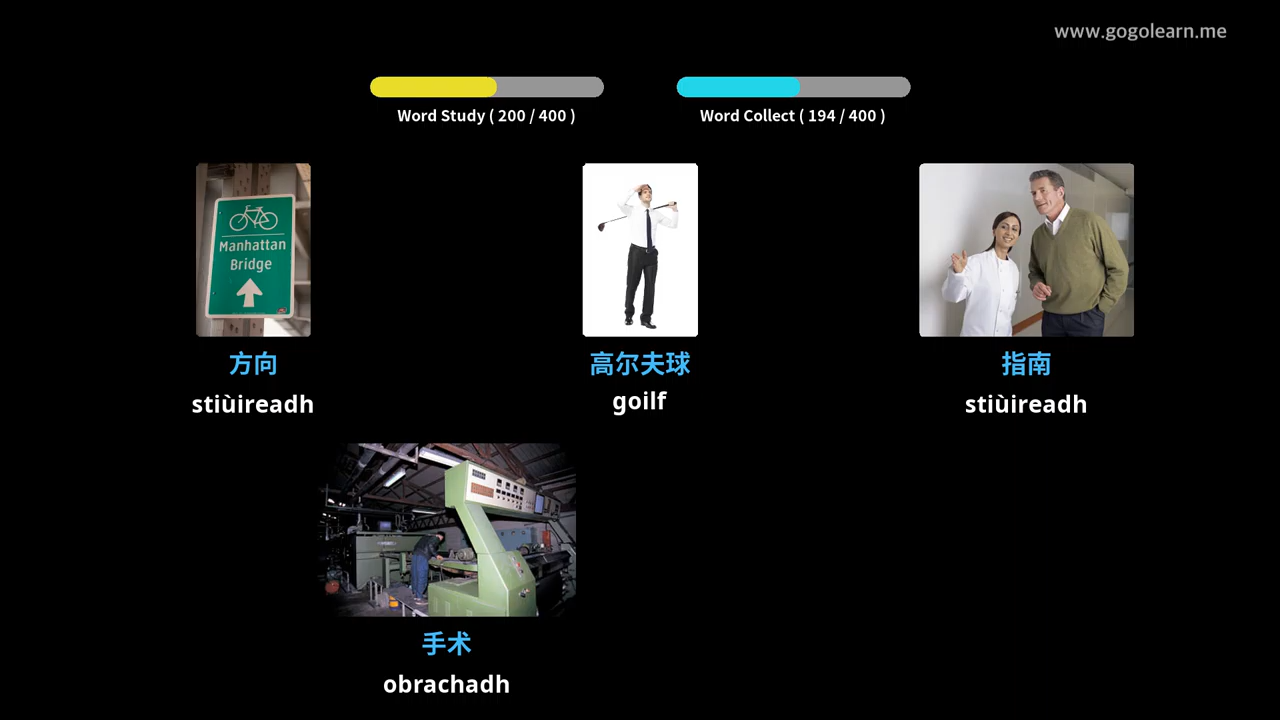 www.gogolearn.me
Word Study ( 200 / 400 )
Word Collect ( 194 / 400 )
Manhattan
Bridge
方向
高尔夫球
指南
stiùireadh
goilf
stiùireadh
手术
obrachadh